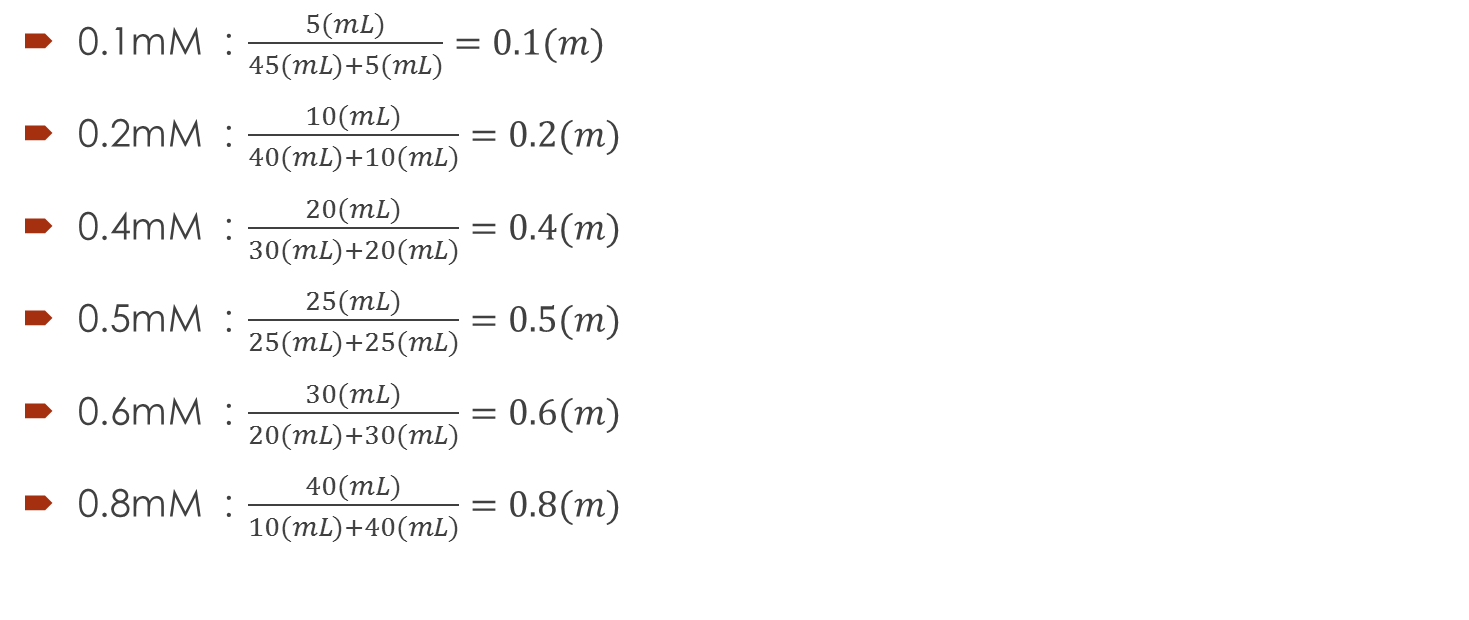 0.1mM : 5(mL)/45(mL)+5(mL) = 0.1(m)
0.2mM : 10(mL)/40(mL)+10(mL) = 0.2(m)
0.4mM : 20(mL)/30(mL)+20(mL) = 0.4(m)
0.5mM : 25(mL)/25(mL)+25(mL) = 0.5(m)
0.6mM : 30(mL)/20(mL)+30(mL) = 0.6(m)
0.8mM : 40(mL)/10(mL)+40(mL) = 0.8(m)